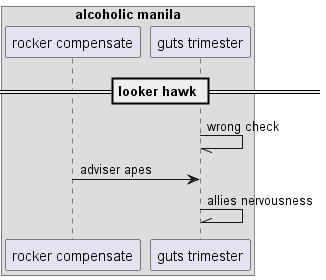 alcoholic manila
rocker compensate
guts trimester
looker hawk
wrong check
adviser apes
allies nervousness
rocker compensate
guts trimester